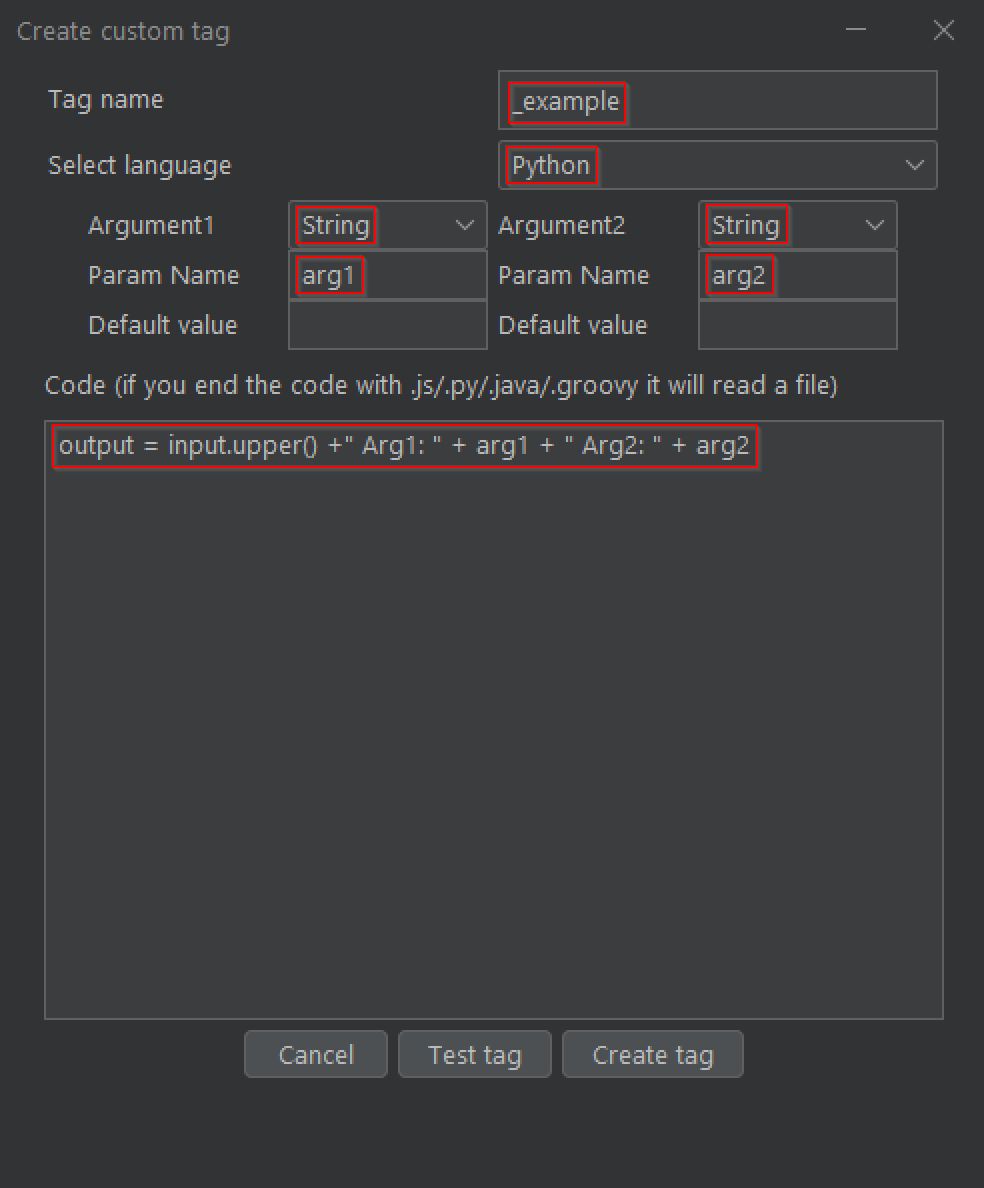 Create custom tag
Tag name _example
Select language Python
Argument1 String Argument2 String
Param Name arg1 Param Name arg2
Default value Default value
Code (if you end the code with .js/.py/.java/.groovy it will read a file)
output = input.upper() +" Arg1: " + arg1 + " Arg2: " + arg2
Cancel Test tag Create tag